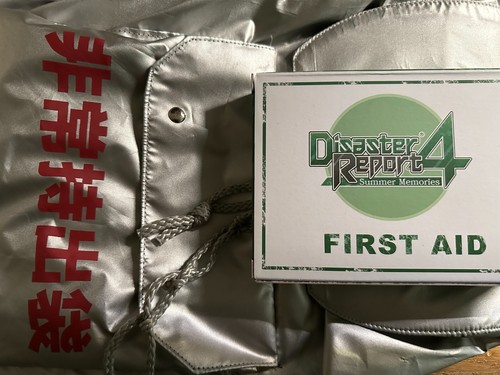 非常持出袋
Disaster
Report 4
Summer Memories
FIRST AID